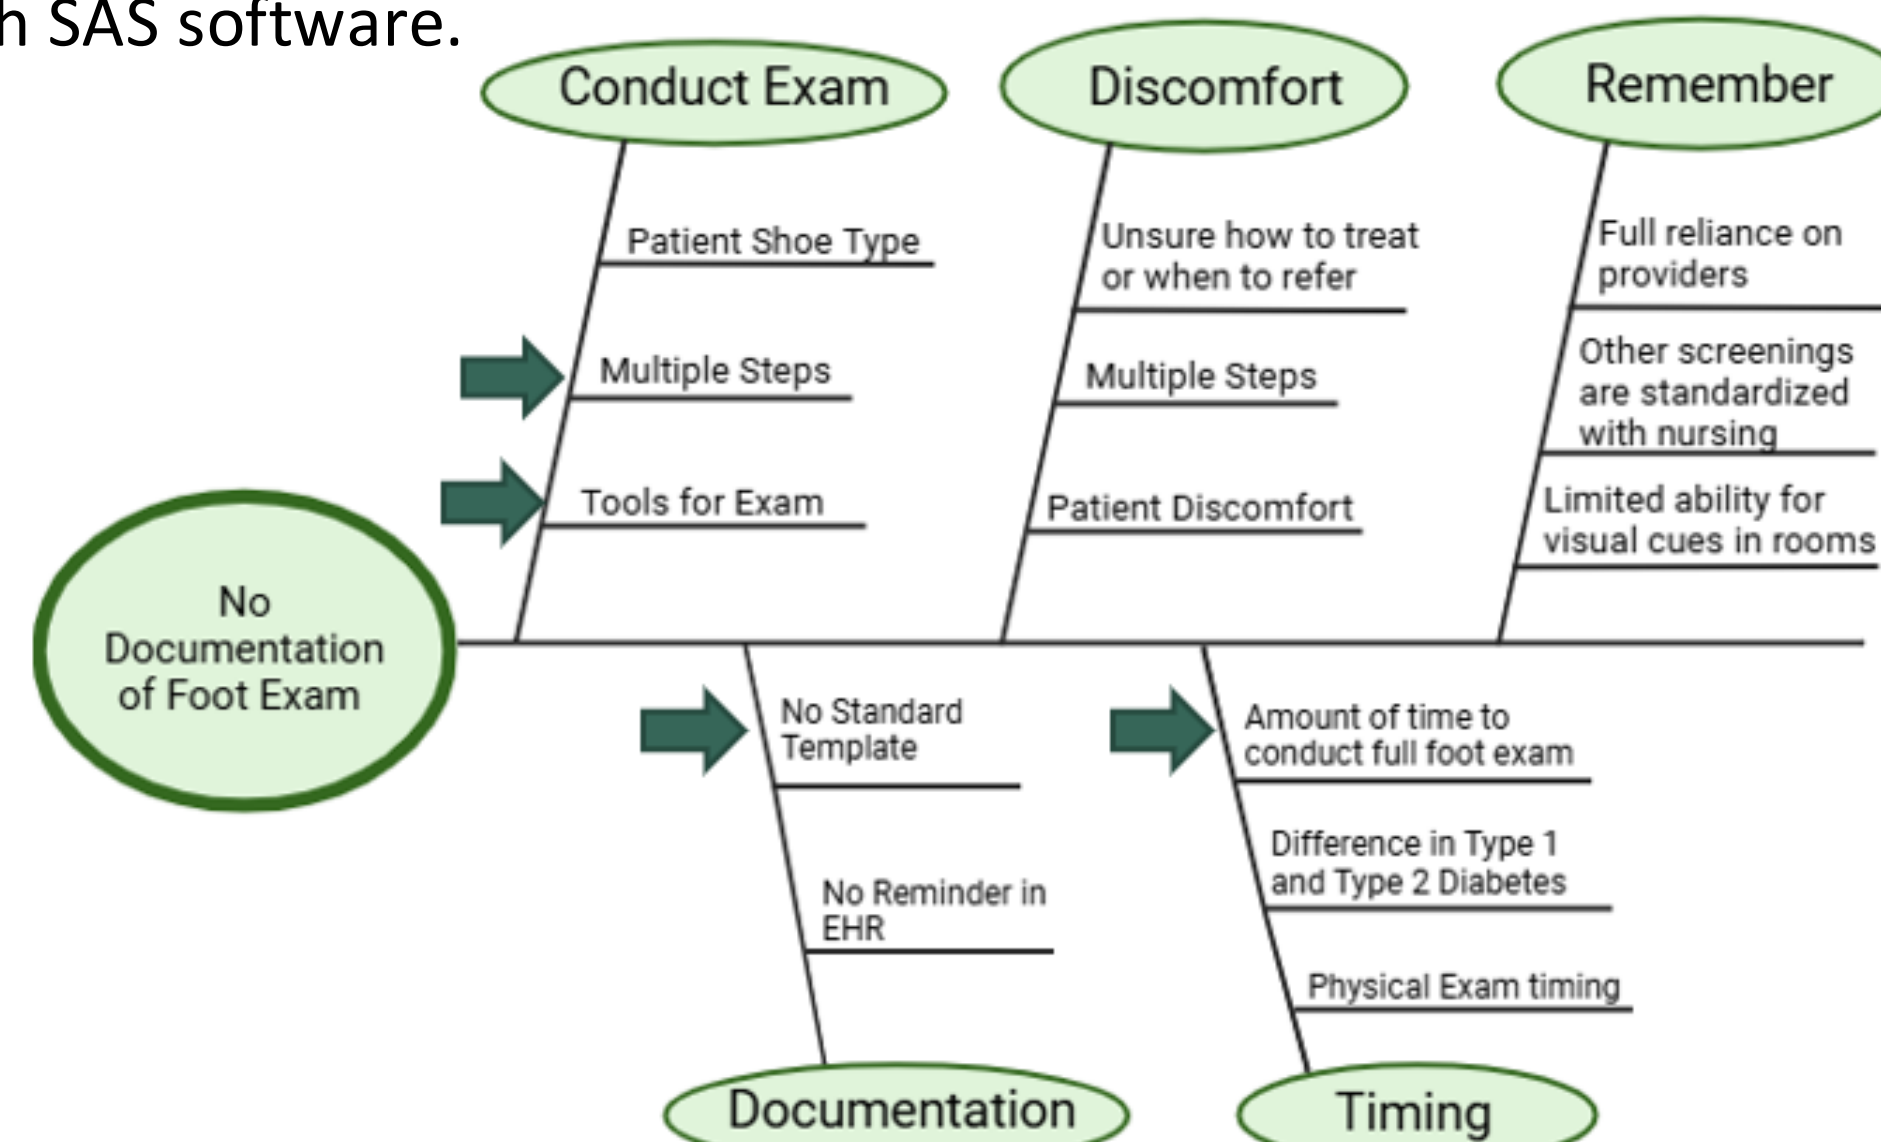 h SAS software.
Conduct Exam
Discomfort
Remember
Patient Shoe Type
Multiple Steps
Tools for Exam
Unsure how to treat
or when to refer
Multiple Steps
Patient Discomfort
Full reliance on
providers
Other screenings
are standardized
with nursing
Limited ability for
visual cues in rooms
No
Documentation
of Foot Exam
No Standard
Template
No Reminder in
EHR
Amount of time to
conduct full foot exam
Difference in Type 1
and Type 2 Diabetes
Physical Exam timing
Documentation
Timing